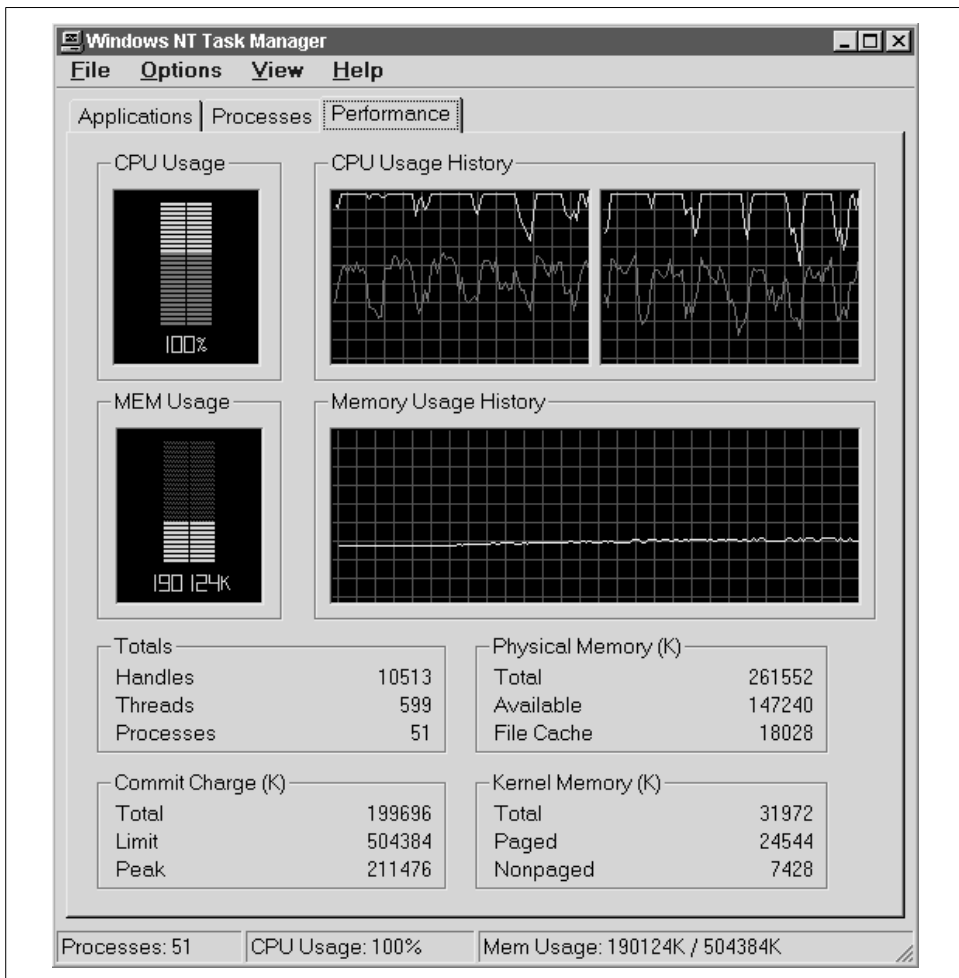 Windows NT Task Manager
File Options View Help
Applications Processes Performance
CPU Usage CPU Usage History
100%
MEM Usage Memory Usage History
190124K
Totals
Handles 10513
Threads 599
Processes 51
Physical Memory (K)
Total 261552
Available 147240
File Cache 18028
Commit Charge (K)
Total 199696
Limit 504384
Peak 211476
Kernel Memory (K)
Total 31972
Paged 24544
Nonpaged 7428
Processes: 51 CPU Usage: 100% Mem Usage: 190124K / 504384K